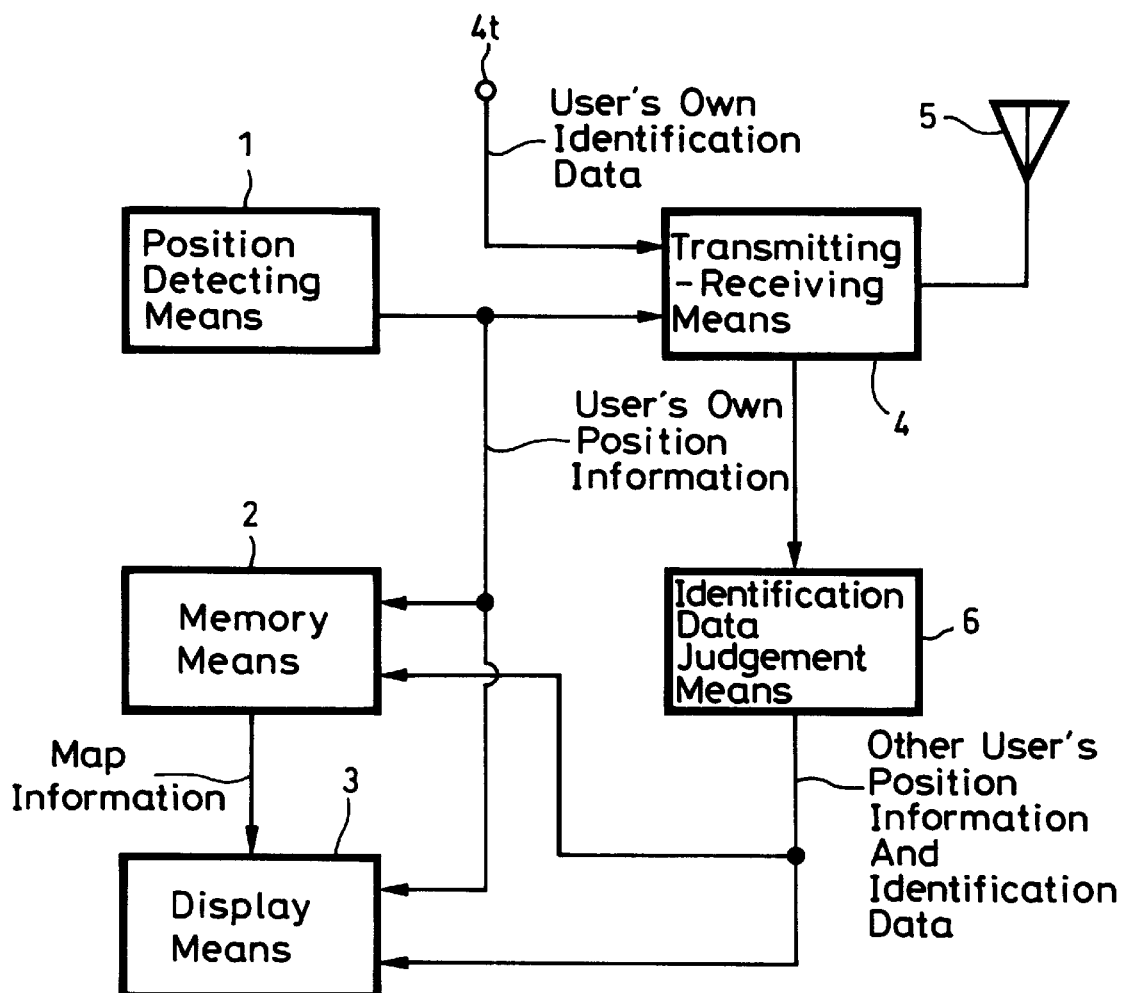 4t
User's Own
Identification
Data
5
1
Position
Detecting
Means
Transmitting
-Receiving
Means
4
User's Own
Position
Information
2
Memory
Means
Identification
Data
Judgement
Means
6
Map
Information
Other User's
Position
Information
And
Identification
Data
3
Display
Means